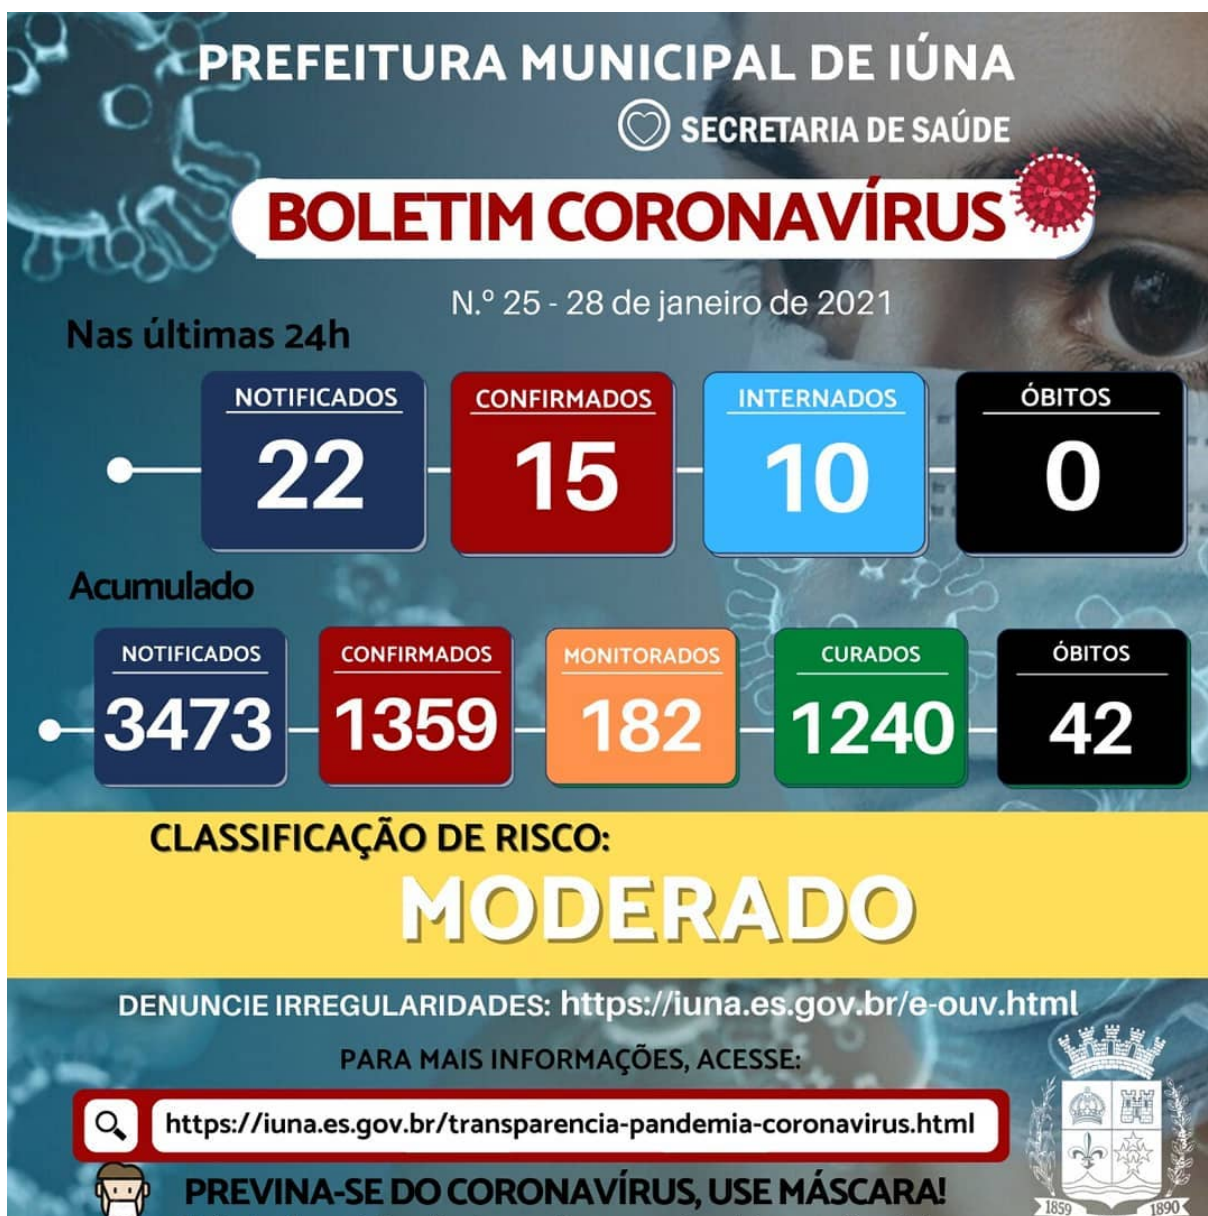 PREFEITURA MUNICIPAL DE IÚNA
SECRETARIA DE SAÚDE
BOLETIM CORONAVÍRUS
N.º 25 - 28 de janeiro de 2021
Nas últimas 24h
NOTIFICADOS CONFIRMADOS INTERNADOS ÓBITOS
22 15 10 0
Acumulado
NOTIFICADOS CONFIRMADOS MONITORADOS CURADOS ÓBITOS
3473 1359 182 1240 42
CLASSIFICAÇÃO DE RISCO:
MODERADO
DENUNCIE IRREGULARIDADES: https://iuna.es.gov.br/e-ouv.html
PARA MAIS INFORMAÇÕES, ACESSE:
https://iuna.es.gov.br/transparencia-pandemia-coronavirus.html
PREVINA-SE DO CORONAVÍRUS, USE MÁSCARA!
1859 1890